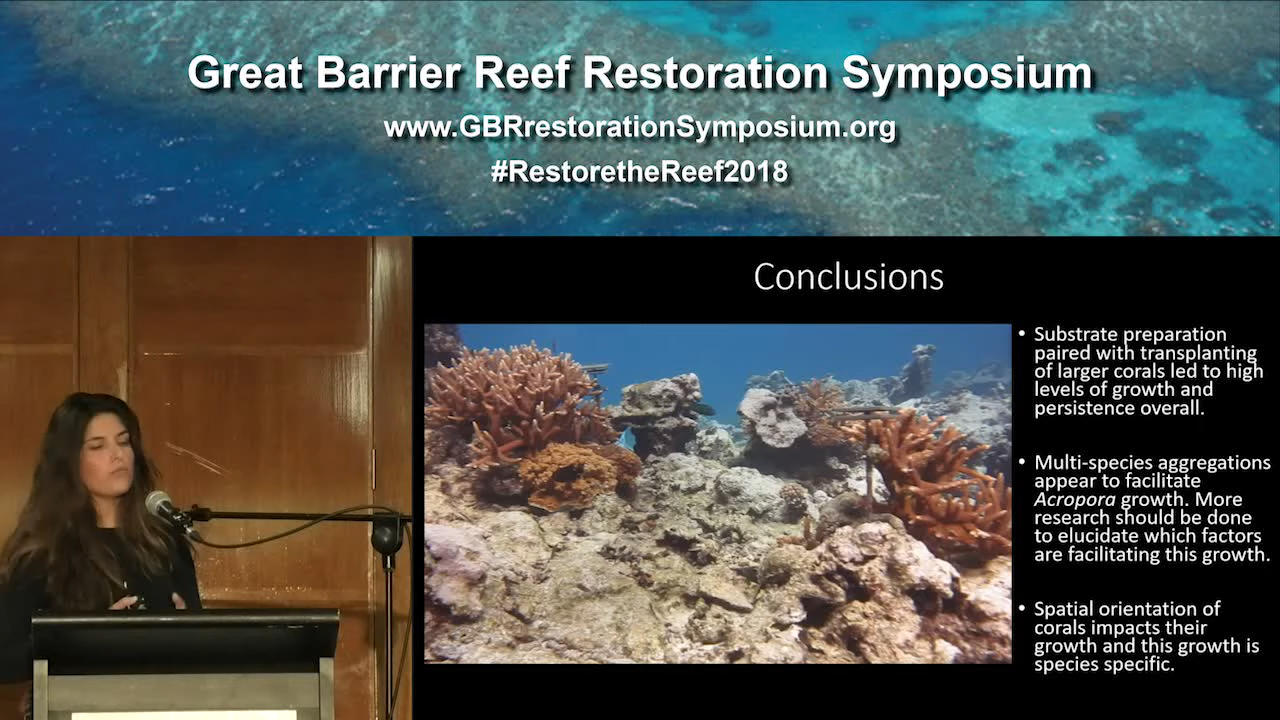 Great Barrier Reef Restoration Symposium
www.GBRrestorationSymposium.org
#RestoretheReef2018
Conclusions
• Substrate preparation
paired with transplanting
of larger corals led to high
levels of growth and
persistence overall.
• Multi-species aggregations
appear to facilitate
Acropora growth. More
research should be done
to elucidate which factors
are facilitating this growth.
• Spatial orientation of
corals impacts their
growth and this growth is
species specific.